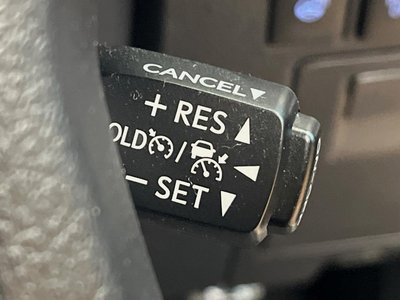 CANCEL▼
+ RES ▲
OLD /
– SET ▼